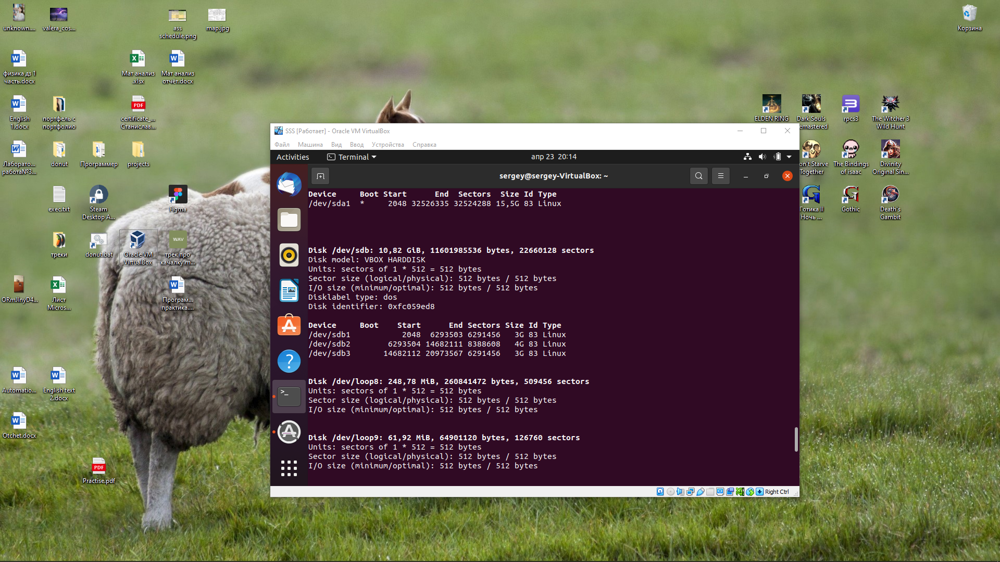 unknown....
valera_cos...
ass
schedule.png
map.jpg
Корзина
физика дз 1
часть.docx
Мат анализ
.xlsx
Мат анализ
отчёт.docx
English
1.docx
портфель с
портфолио
PDF
certificate_...
Станислав...
ELDEN RING
Dark Souls
emastered
rpcs3
The Witcher 3
Wild Hunt
Лаборато...
работа№3...
donut
Программер
projects
on't Starve
Together
The Bindings
of isaac
Divinity
Original Sin...
exec.txt
Steam
Desktop A...
Figma
Готика II
Ночь ...
Gothic
Death's
Gambit
треки
donut.bat
Oracle VM
VirtualBox
WAV
трек про
качалку.m...
ORmJlnyD4...
Лист
Micros...
Програм...
практика....
Automatio...
English text
2.docx
Otchet.docx
PDF
Practise.pdf
SSS [Работает] - Oracle VM VirtualBox
Файл Машина Вид Ввод Устройства Справка
Activities Terminal апр 23 20:14
sergey@sergey-VirtualBox: ~
Device Boot Start End Sectors Size Id Type
/dev/sda1 * 2048 32526335 32524288 15,5G 83 Linux
Disk /dev/sdb: 10,82 GiB, 11601985536 bytes, 22660128 sectors
Disk model: VBOX HARDDISK
Units: sectors of 1 * 512 = 512 bytes
Sector size (logical/physical): 512 bytes / 512 bytes
I/O size (minimum/optimal): 512 bytes / 512 bytes
Disklabel type: dos
Disk identifier: 0xfc059ed8
Device Boot Start End Sectors Size Id Type
/dev/sdb1 2048 6293503 6291456 3G 83 Linux
/dev/sdb2 6293504 14682111 8388608 4G 83 Linux
/dev/sdb3 14682112 20973567 6291456 3G 83 Linux
Disk /dev/loop8: 248,78 MiB, 260841472 bytes, 509456 sectors
Units: sectors of 1 * 512 = 512 bytes
Sector size (logical/physical): 512 bytes / 512 bytes
I/O size (minimum/optimal): 512 bytes / 512 bytes
Disk /dev/loop9: 61,92 MiB, 64901120 bytes, 126760 sectors
Units: sectors of 1 * 512 = 512 bytes
Sector size (logical/physical): 512 bytes / 512 bytes
I/O size (minimum/optimal): 512 bytes / 512 bytes
Right Ctrl